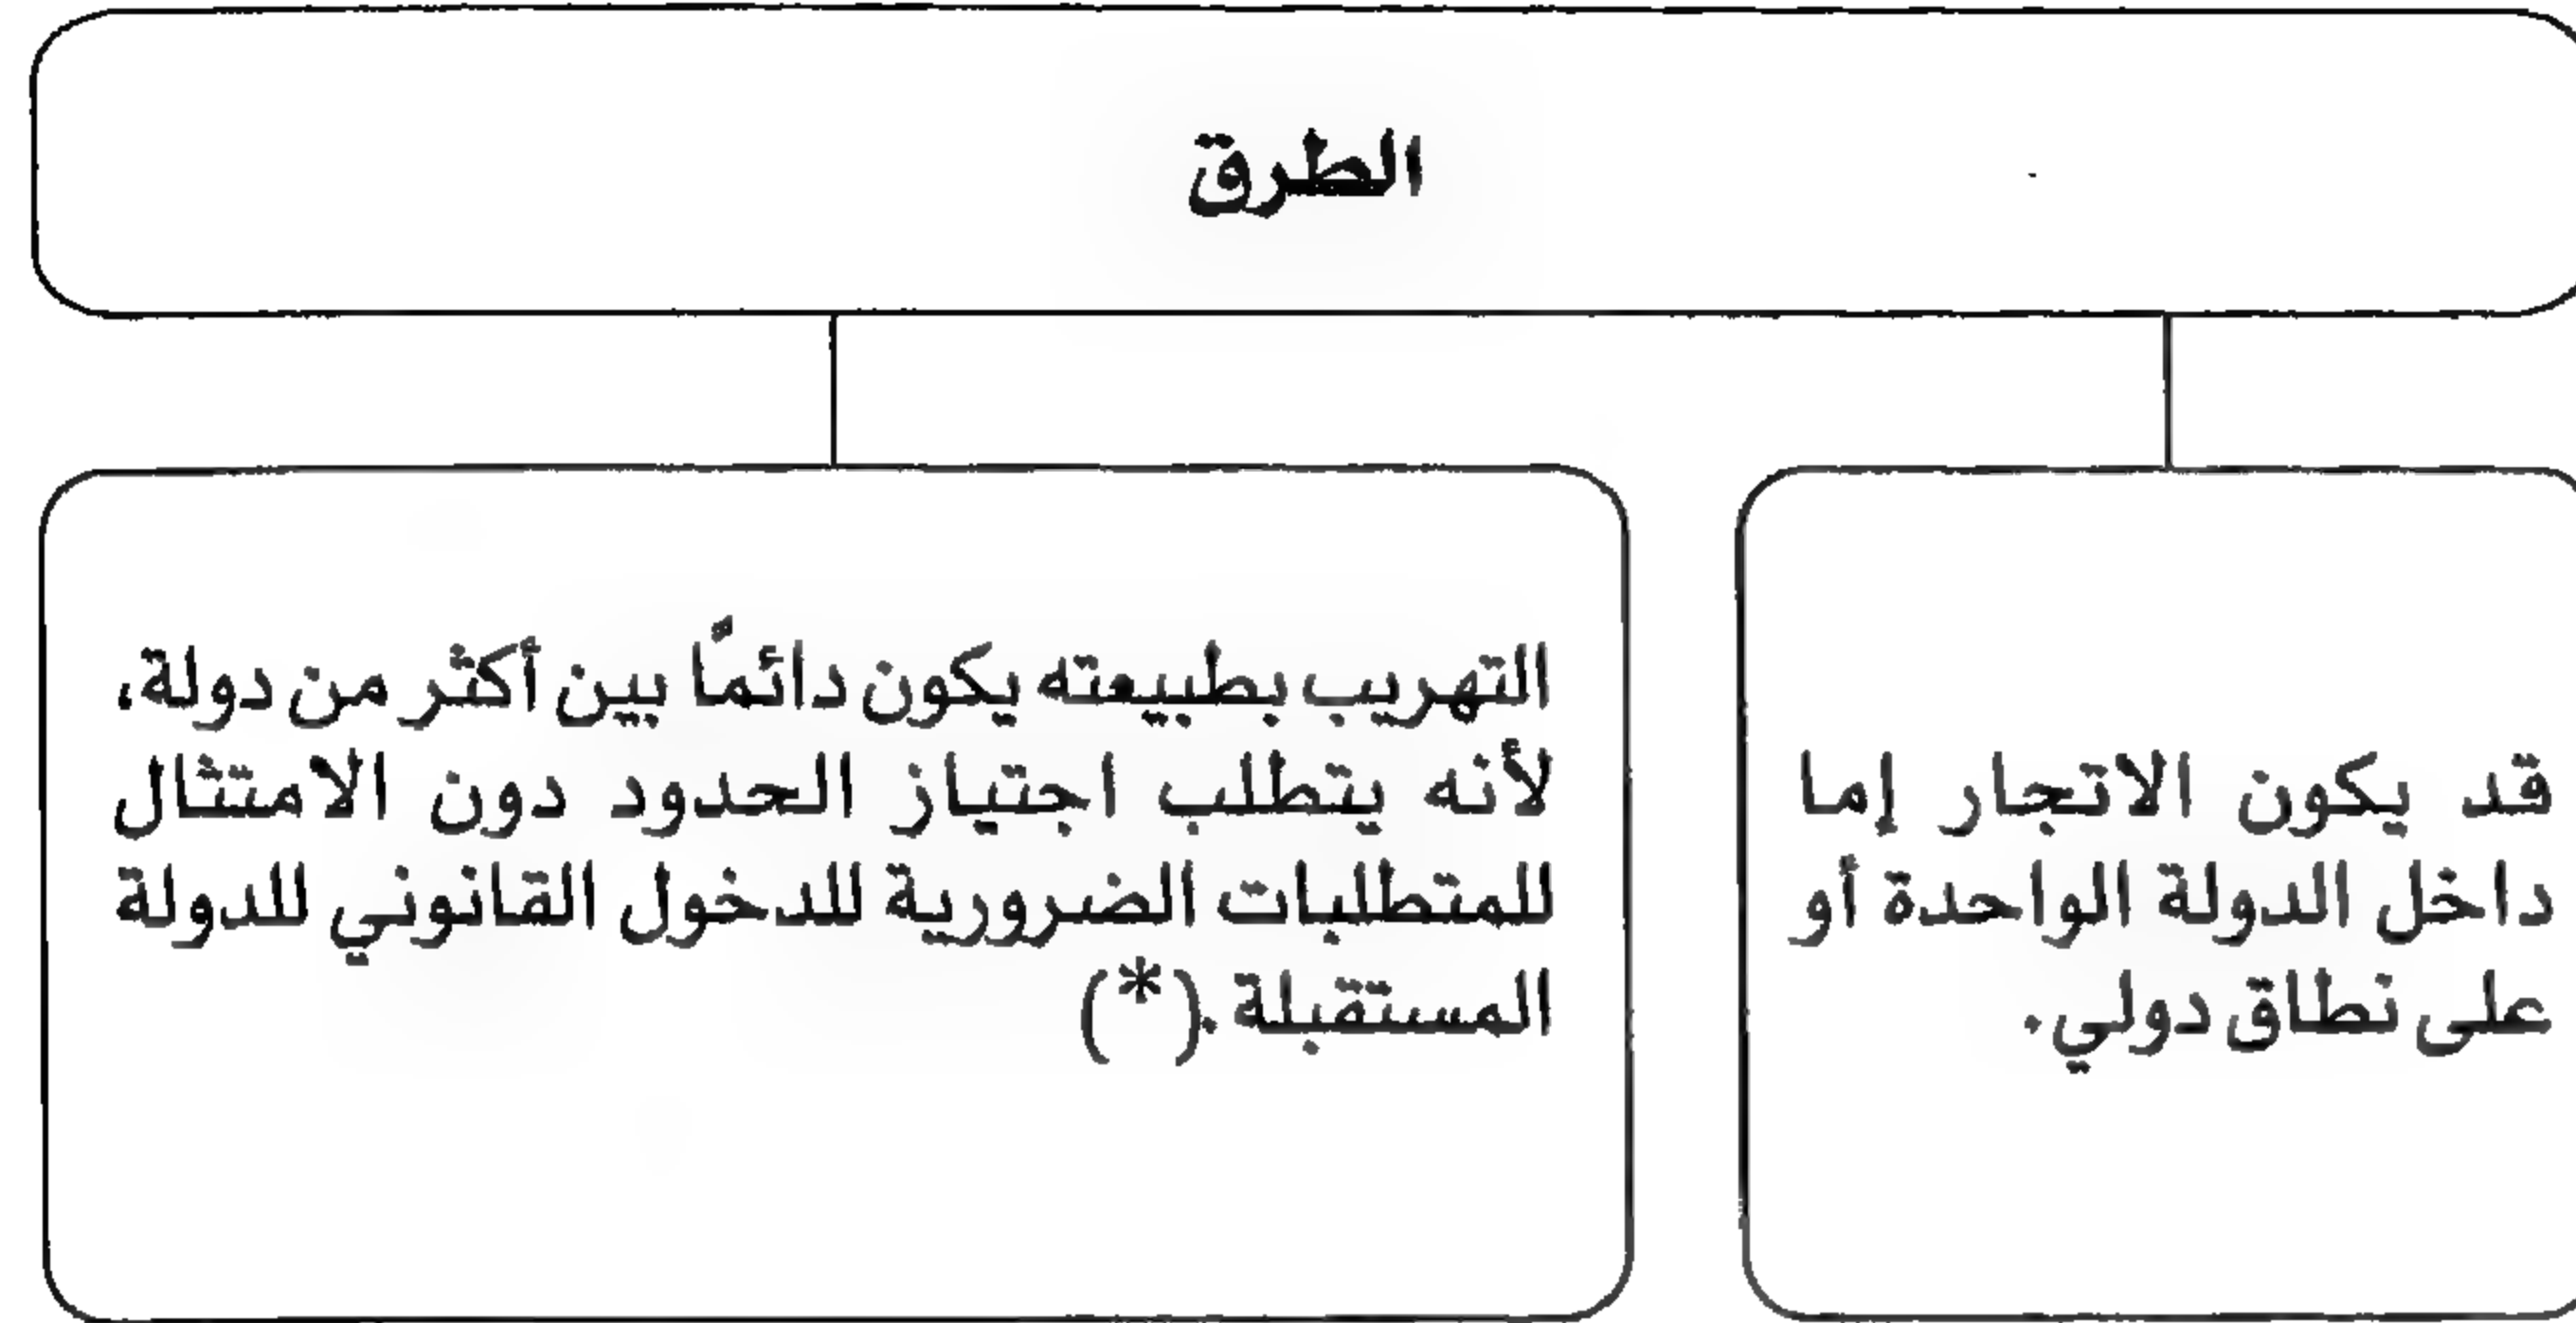 الطرق
قد يكون الاتجار إما
داخل الدولة الواحدة أو
على نطاق دولي.
التهريب بطبيعته يكون دائمًا بين أكثر من دولة،
لأنه يتطلب اجتياز الحدود دون الامتثال
للمتطلبات الضرورية للدخول القانوني للدولة
المستقبلة .(*)